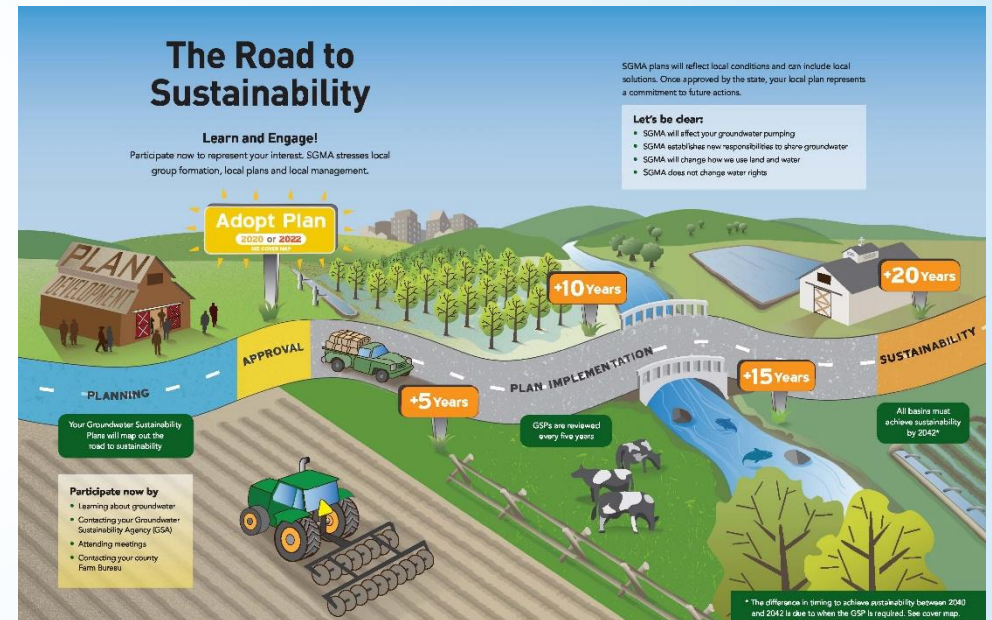 The Road to
Sustainability
Learn and Engage!
Participate now to represent your interest. SGMA stresses local
group formation, local plans and local management.
SGMA plans will reflect local conditions and can include local
solutions. Once approved by the state, your local plan represents
a commitment to future actions.
Let's be clear:
• SGMA will affect your groundwater pumping
• SGMA establishes new responsibilities to share groundwater
• SGMA will change how we use land and water
• SGMA does not change water rights
Adopt Plan
2020 or 2022
SEE COVER MAP
PLAN
DEVELOPMENT
+10 Years
+20 Years
PLANNING
APPROVAL
PLAN IMPLEMENTATION
SUSTAINABILITY
+5 Years
+15 Years
Your Groundwater Sustainability
Plans will map out the
road to sustainability
GSPs are reviewed
every five years
All basins must
achieve sustainability
by 2042*
Participate now by
• Learning about groundwater
• Contacting your Groundwater
Sustainability Agency (GSA)
• Attending meetings
• Contacting your county
Farm Bureau
* The difference in timing to achieve sustainability between 2040
and 2042 is due to when the GSP is required. See cover map.